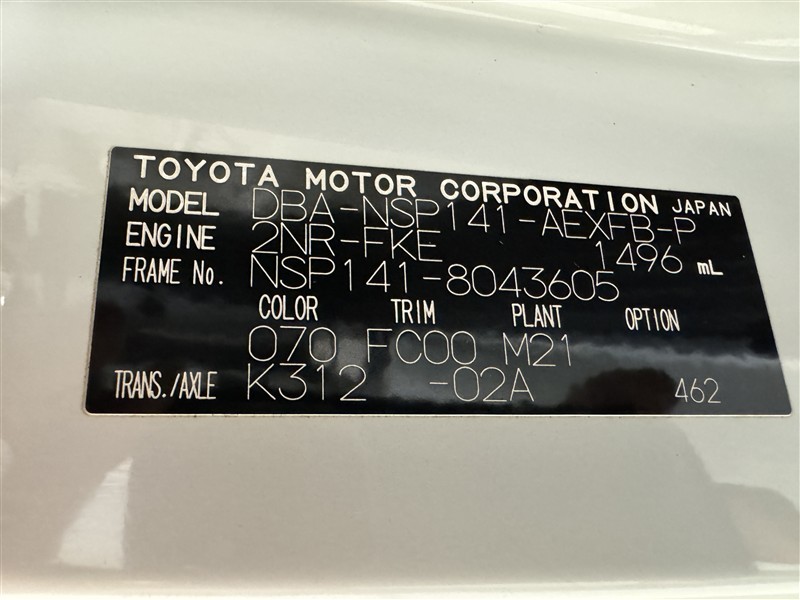 TOYOTA MOTOR CORPORATION JAPAN
MODEL DBA-NSP141-AEXFB-P
ENGINE 2NR-FKE 1496 mL
FRAME No. NSP141-8043605
COLOR TRIM PLANT OPTION
070 FC00 M21
TRANS./AXLE K312 -02A 462